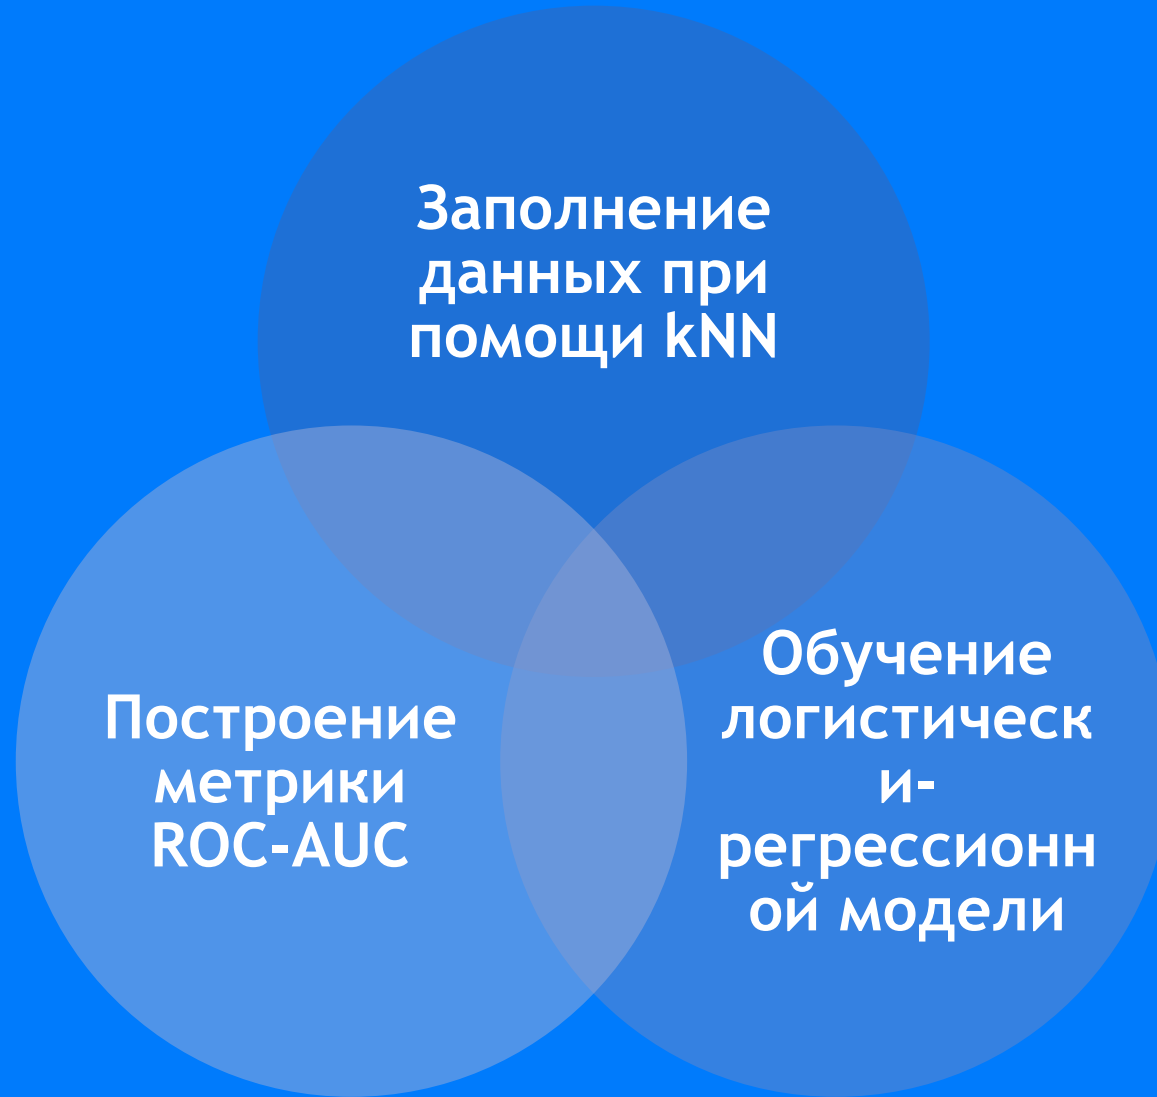 Заполнение
данных при
помощи kNN
Обучение
логистическ
и-
регрессионн
ой модели
Построение
метрики
ROC-AUC